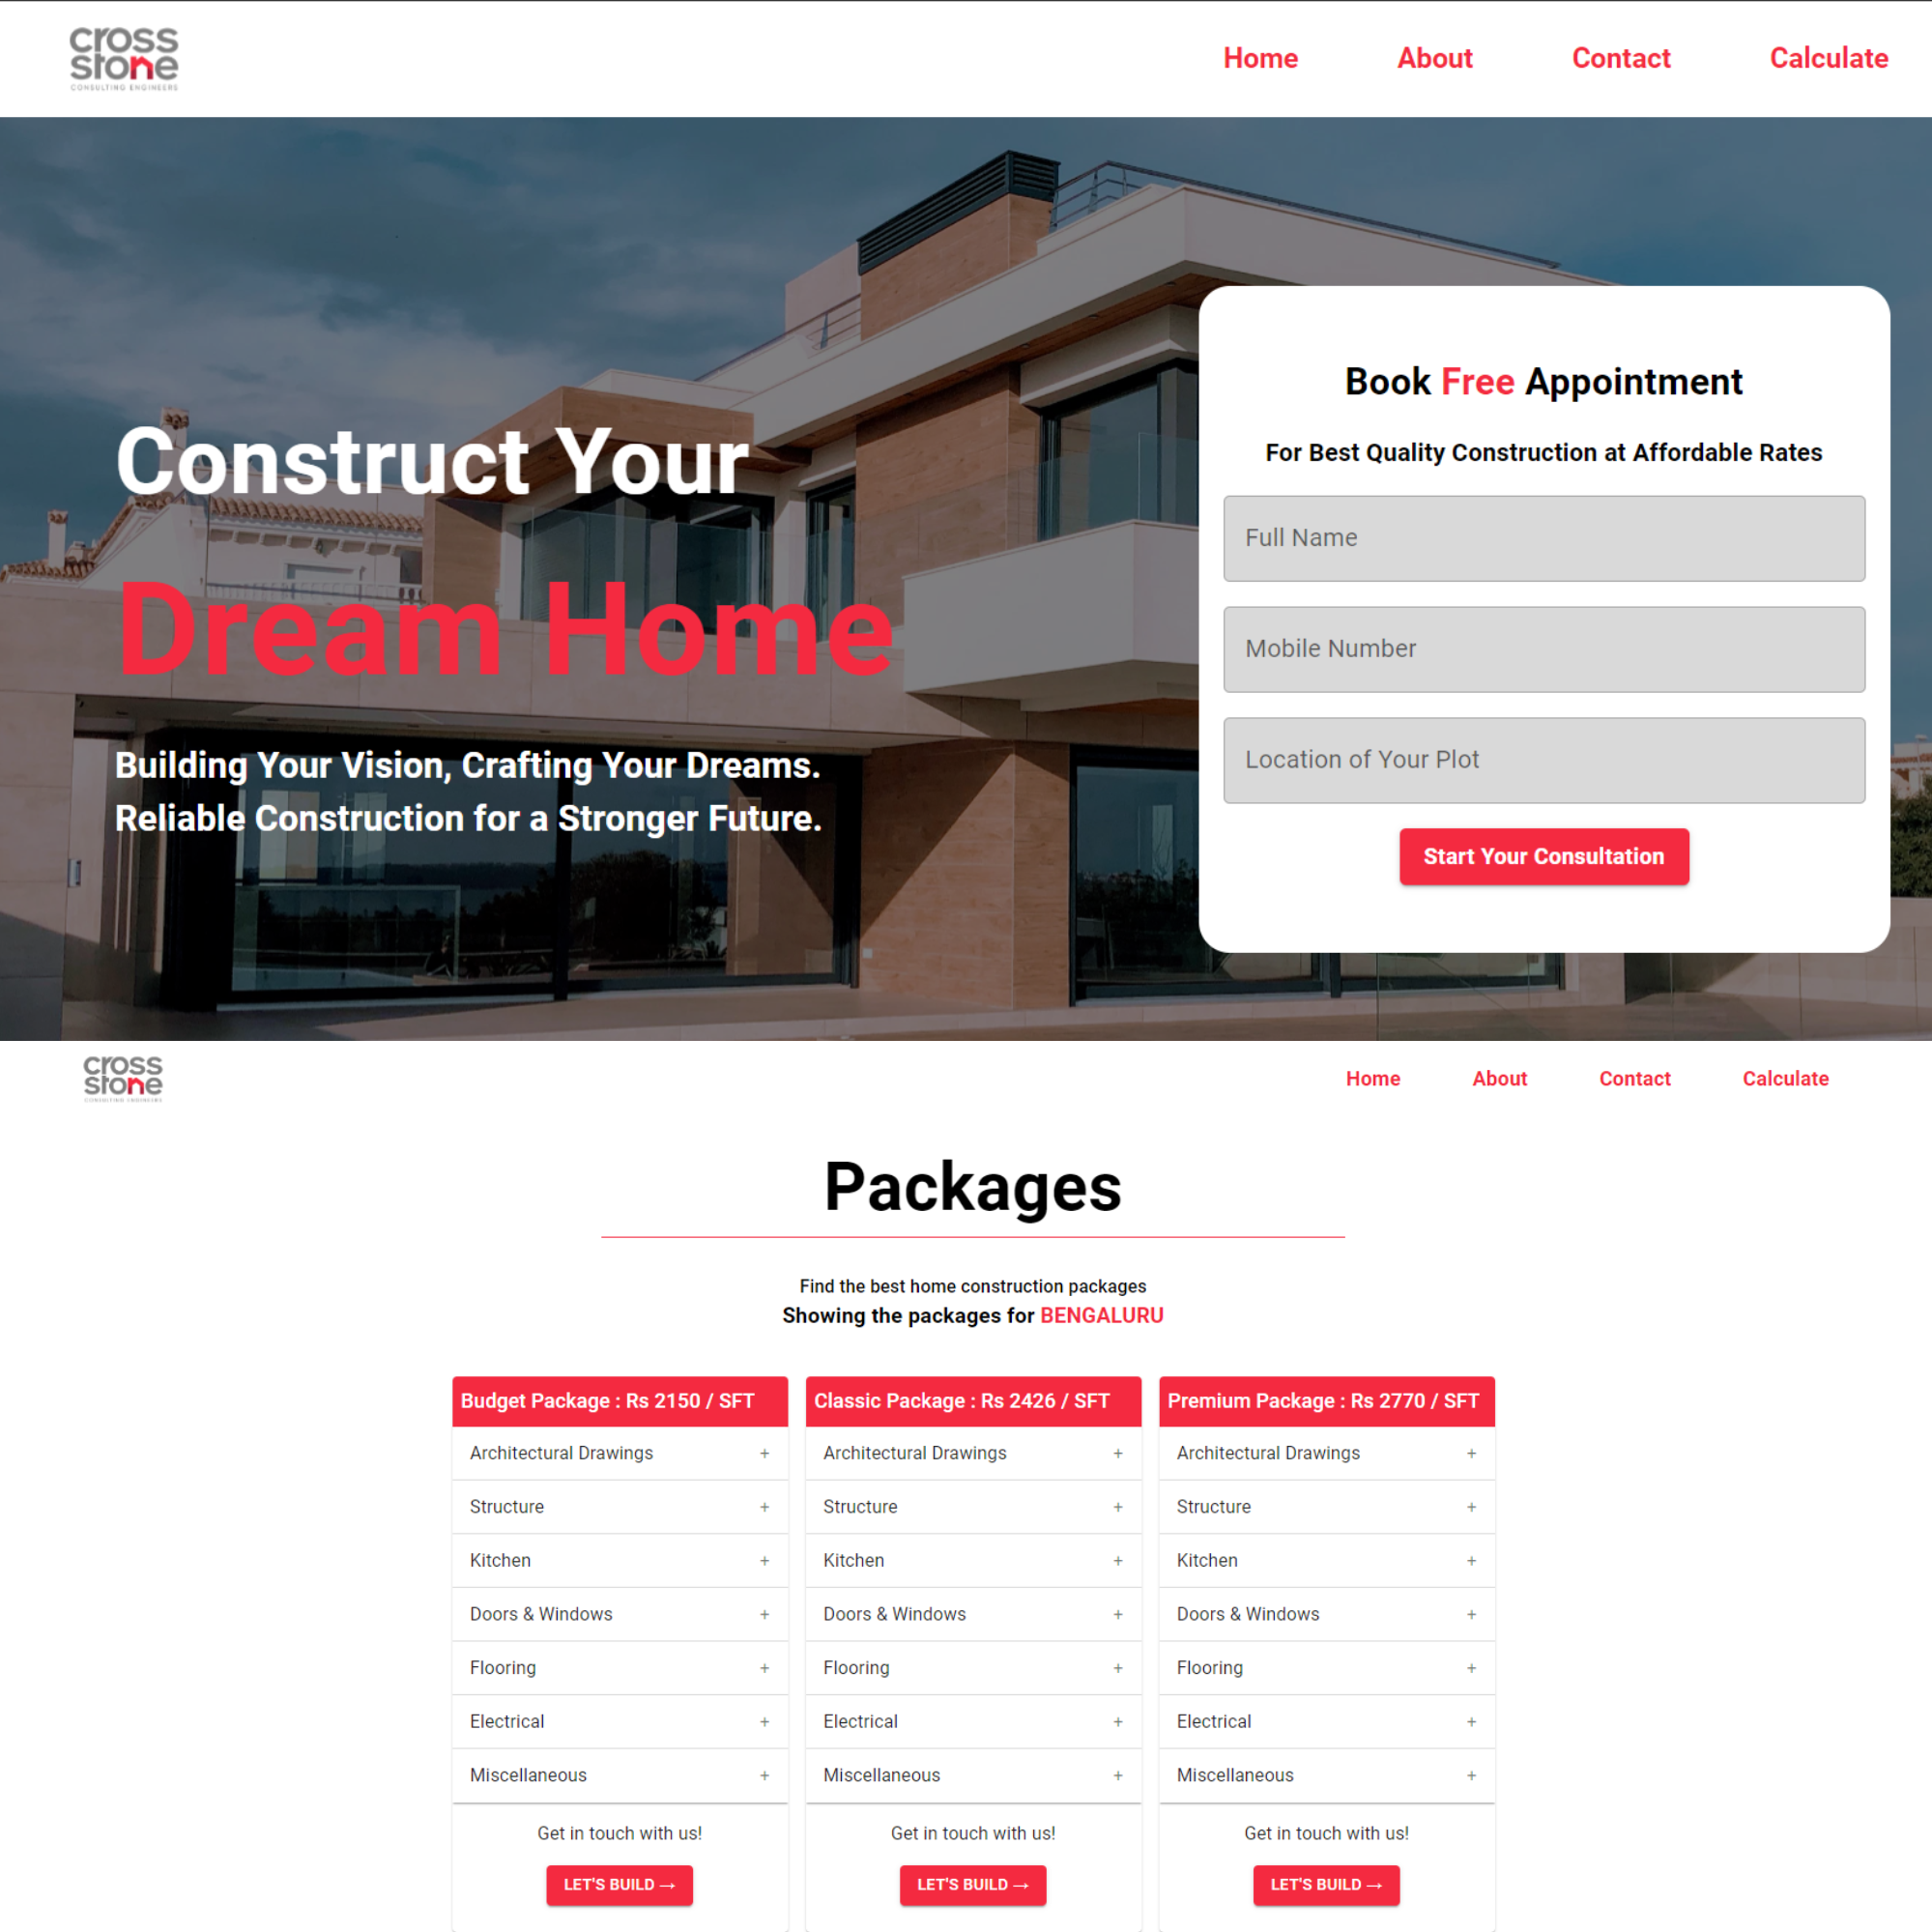 cross
stone
CONSULTING ENGINEERS
Home About Contact Calculate
Construct Your
Dream Home
Building Your Vision, Crafting Your Dreams.
Reliable Construction for a Stronger Future.
Book Free Appointment
For Best Quality Construction at Affordable Rates
Full Name
Mobile Number
Location of Your Plot
Start Your Consultation
cross
stone
CONSULTING ENGINEERS
Home About Contact Calculate
Packages
Find the best home construction packages
Showing the packages for BENGALURU
Budget Package : Rs 2150 / SFT
Architectural Drawings +
Structure +
Kitchen +
Doors & Windows +
Flooring +
Electrical +
Miscellaneous +
Get in touch with us!
LET'S BUILD →
Classic Package : Rs 2426 / SFT
Architectural Drawings +
Structure +
Kitchen +
Doors & Windows +
Flooring +
Electrical +
Miscellaneous +
Get in touch with us!
LET'S BUILD →
Premium Package : Rs 2770 / SFT
Architectural Drawings +
Structure +
Kitchen +
Doors & Windows +
Flooring +
Electrical +
Miscellaneous +
Get in touch with us!
LET'S BUILD →